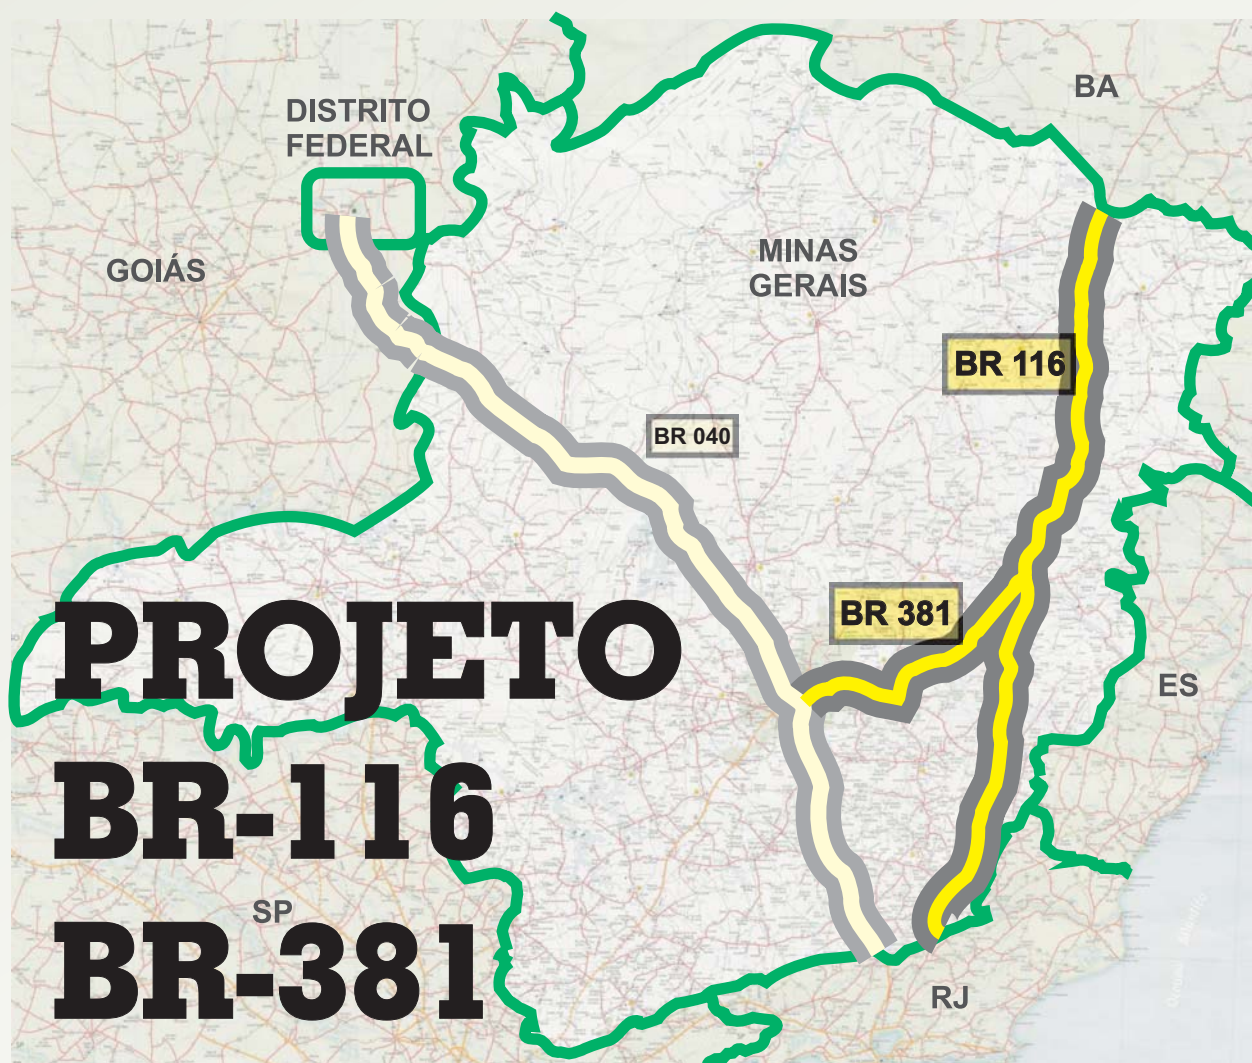 DISTRITO
FEDERAL
BA
GOIÁS
MINAS
GERAIS
BR 116
BR 040
BR 381
ES
PROJETO
BR-116
BR-381
SP
RJ